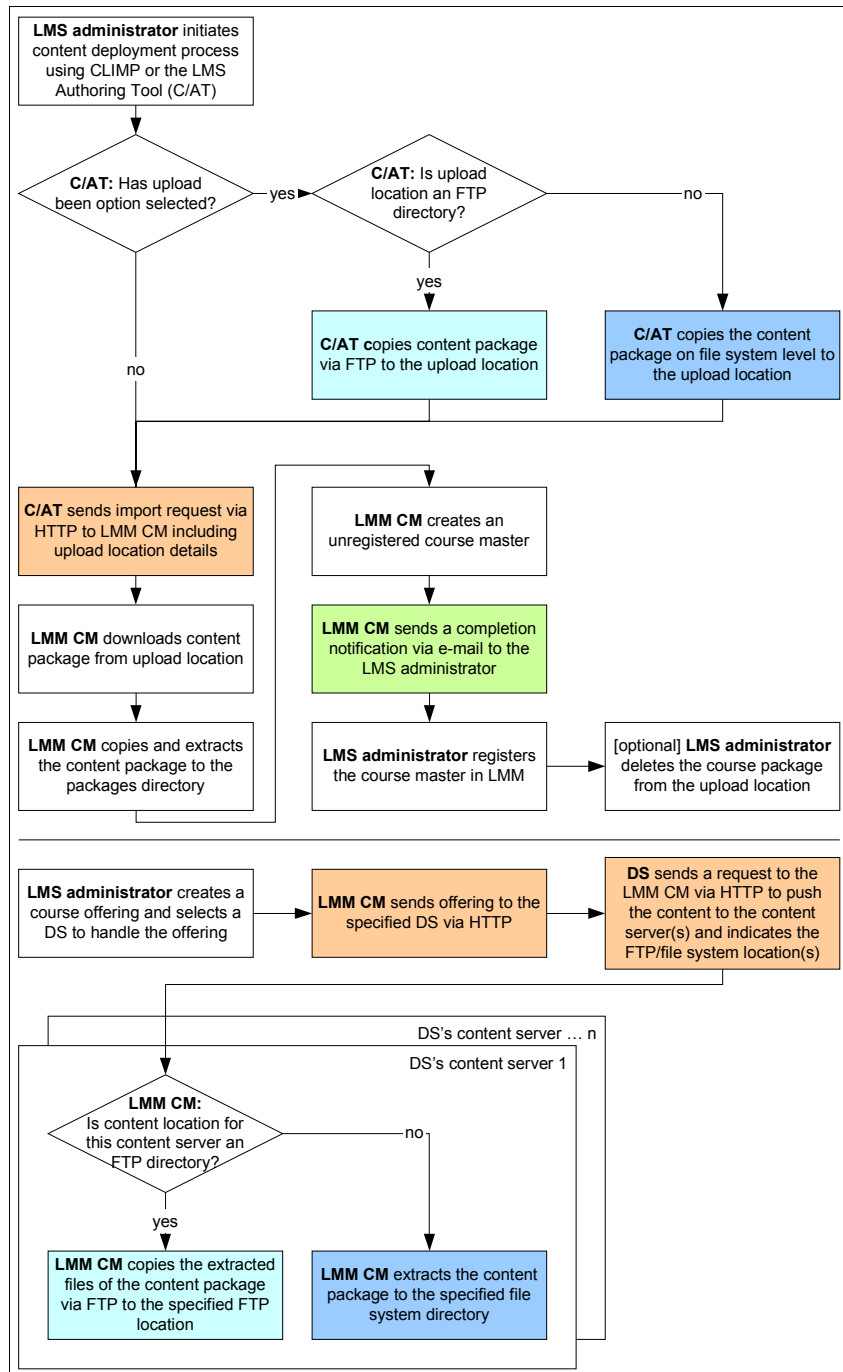 LMS administrator initiates
content deployment process
using CLIMP or the LMS
Authoring Tool (C/AT)
C/AT: Has upload
been option selected?
yes
C/AT: Is upload
location an FTP
directory?
no
yes
no
C/AT copies content package
via FTP to the upload location
C/AT copies the content
package on file system level to
the upload location
C/AT sends import request via
HTTP to LMM CM including
upload location details
LMM CM downloads content
package from upload location
LMM CM copies and extracts
the content package to the
packages directory
LMM CM creates an
unregistered course master
LMM CM sends a completion
notification via e-mail to the
LMS administrator
LMS administrator registers
the course master in LMM
[optional] LMS administrator
deletes the course package
from the upload location
LMS administrator creates a
course offering and selects a
DS to handle the offering
LMM CM sends offering to the
specified DS via HTTP
DS sends a request to the
LMM CM via HTTP to push
the content to the content
server(s) and indicates the
FTP/file system location(s)
DS's content server … n
DS's content server 1
LMM CM:
Is content location for
this content server an
FTP directory?
no
yes
LMM CM copies the extracted
files of the content package
via FTP to the specified FTP
location
LMM CM extracts the content
package to the specified file
system directory